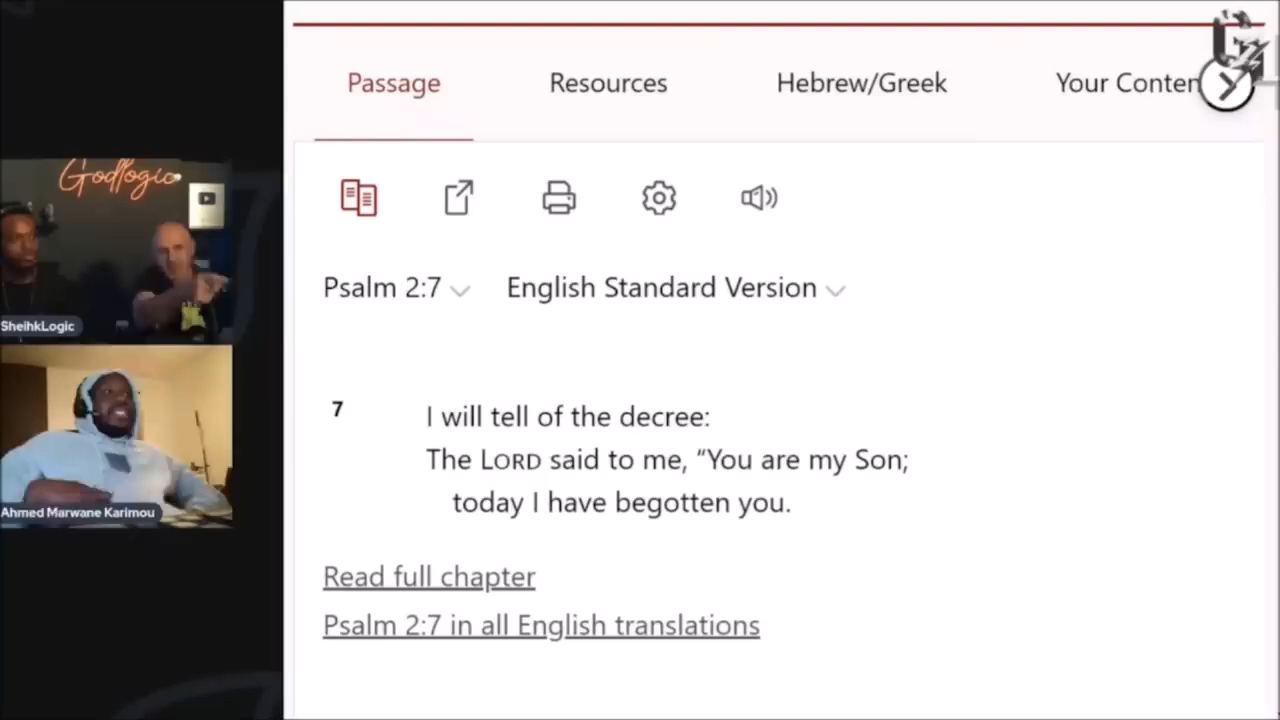 Passage
Resources
Hebrew/Greek
Your Conten
Godlogic
SheihkLogic
Ahmed Marwane Karimou
Psalm 2:7
English Standard Version
7
I will tell of the decree:
The LORD said to me, “You are my Son;
today I have begotten you.
Read full chapter
Psalm 2:7 in all English translations